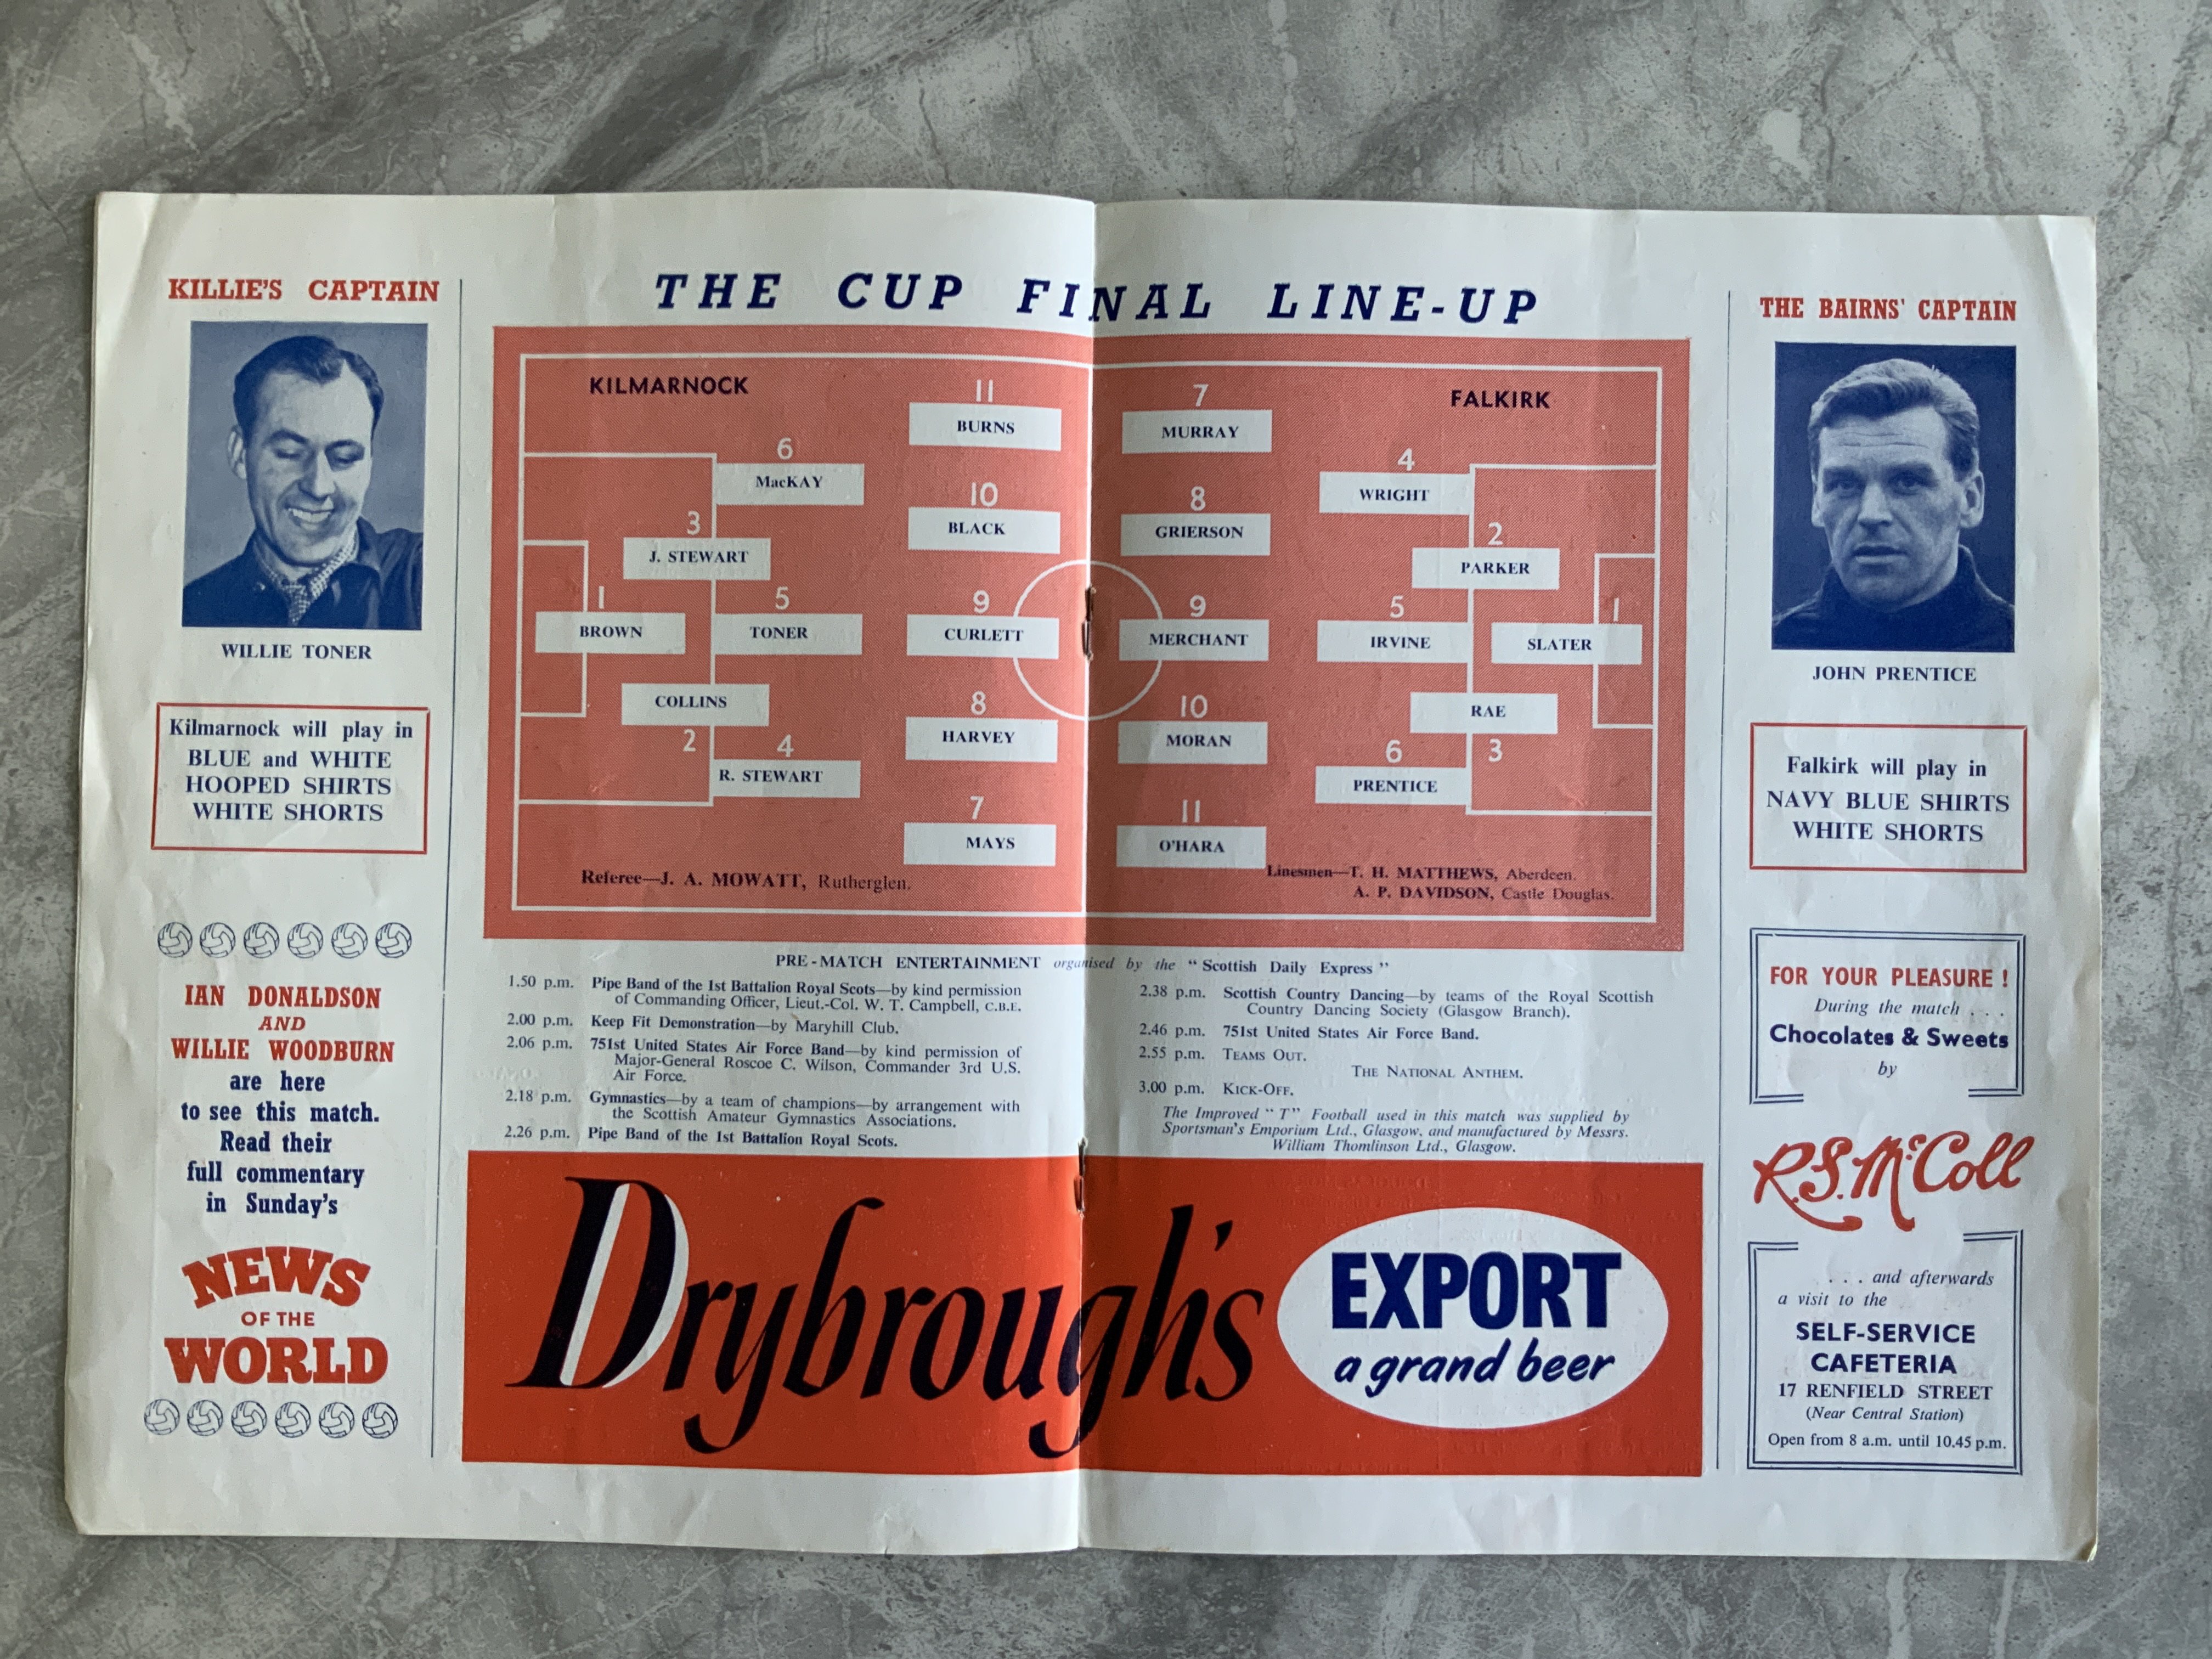 KILLIE'S CAPTAIN
WILLIE TONER
Kilmarnock will play in
BLUE and WHITE
HOOPED SHIRTS
WHITE SHORTS
IAN DONALDSON
AND
WILLIE WOODBURN
are here
to see this match.
Read their
full commentary
in Sunday's
NEWS
OF THE
WORLD
THE CUP FINAL LINE-UP
KILMARNOCK
11
BURNS
6
MacKAY
10
BLACK
3
J. STEWART
1
BROWN
5
TONER
9
CURLETT
COLLINS
2
8
HARVEY
4
R. STEWART
7
MAYS
Referee—J. A. MOWATT, Rutherglen.
FALKIRK
7
MURRAY
4
WRIGHT
8
GRIERSON
2
PARKER
9
MERCHANT
5
IRVINE
1
SLATER
10
MORAN
RAE
3
6
PRENTICE
11
O'HARA
Linesmen—T. H. MATTHEWS, Aberdeen.
A. P. DAVIDSON, Castle Douglas.
PRE-MATCH ENTERTAINMENT organised by the "Scottish Daily Express"
1.50 p.m. Pipe Band of the 1st Battalion Royal Scots—by kind permission
of Commanding Officer, Lieut.-Col. W. T. Campbell, C.B.E.
2.00 p.m. Keep Fit Demonstration—by Maryhill Club.
2.06 p.m. 751st United States Air Force Band—by kind permission of
Major-General Roscoe C. Wilson, Commander 3rd U.S.
Air Force.
2.18 p.m. Gymnastics—by a team of champions—by arrangement with
the Scottish Amateur Gymnastics Associations.
2.26 p.m. Pipe Band of the 1st Battalion Royal Scots.
2.38 p.m. Scottish Country Dancing—by teams of the Royal Scottish
Country Dancing Society (Glasgow Branch).
2.46 p.m. 751st United States Air Force Band.
2.55 p.m. TEAMS OUT.
THE NATIONAL ANTHEM.
3.00 p.m. KICK-OFF.
The Improved "T" Football used in this match was supplied by
Sportsman's Emporium Ltd., Glasgow, and manufactured by Messrs.
William Thomlinson Ltd., Glasgow.
Drybrough's
EXPORT
a grand beer
THE BAIRNS' CAPTAIN
JOHN PRENTICE
Falkirk will play in
NAVY BLUE SHIRTS
WHITE SHORTS
FOR YOUR PLEASURE!
During the match . . .
Chocolates & Sweets
by
R.S. McColl
. . . and afterwards
a visit to the
SELF-SERVICE
CAFETERIA
17 RENFIELD STREET
(Near Central Station)
Open from 8 a.m. until 10.45 p.m.